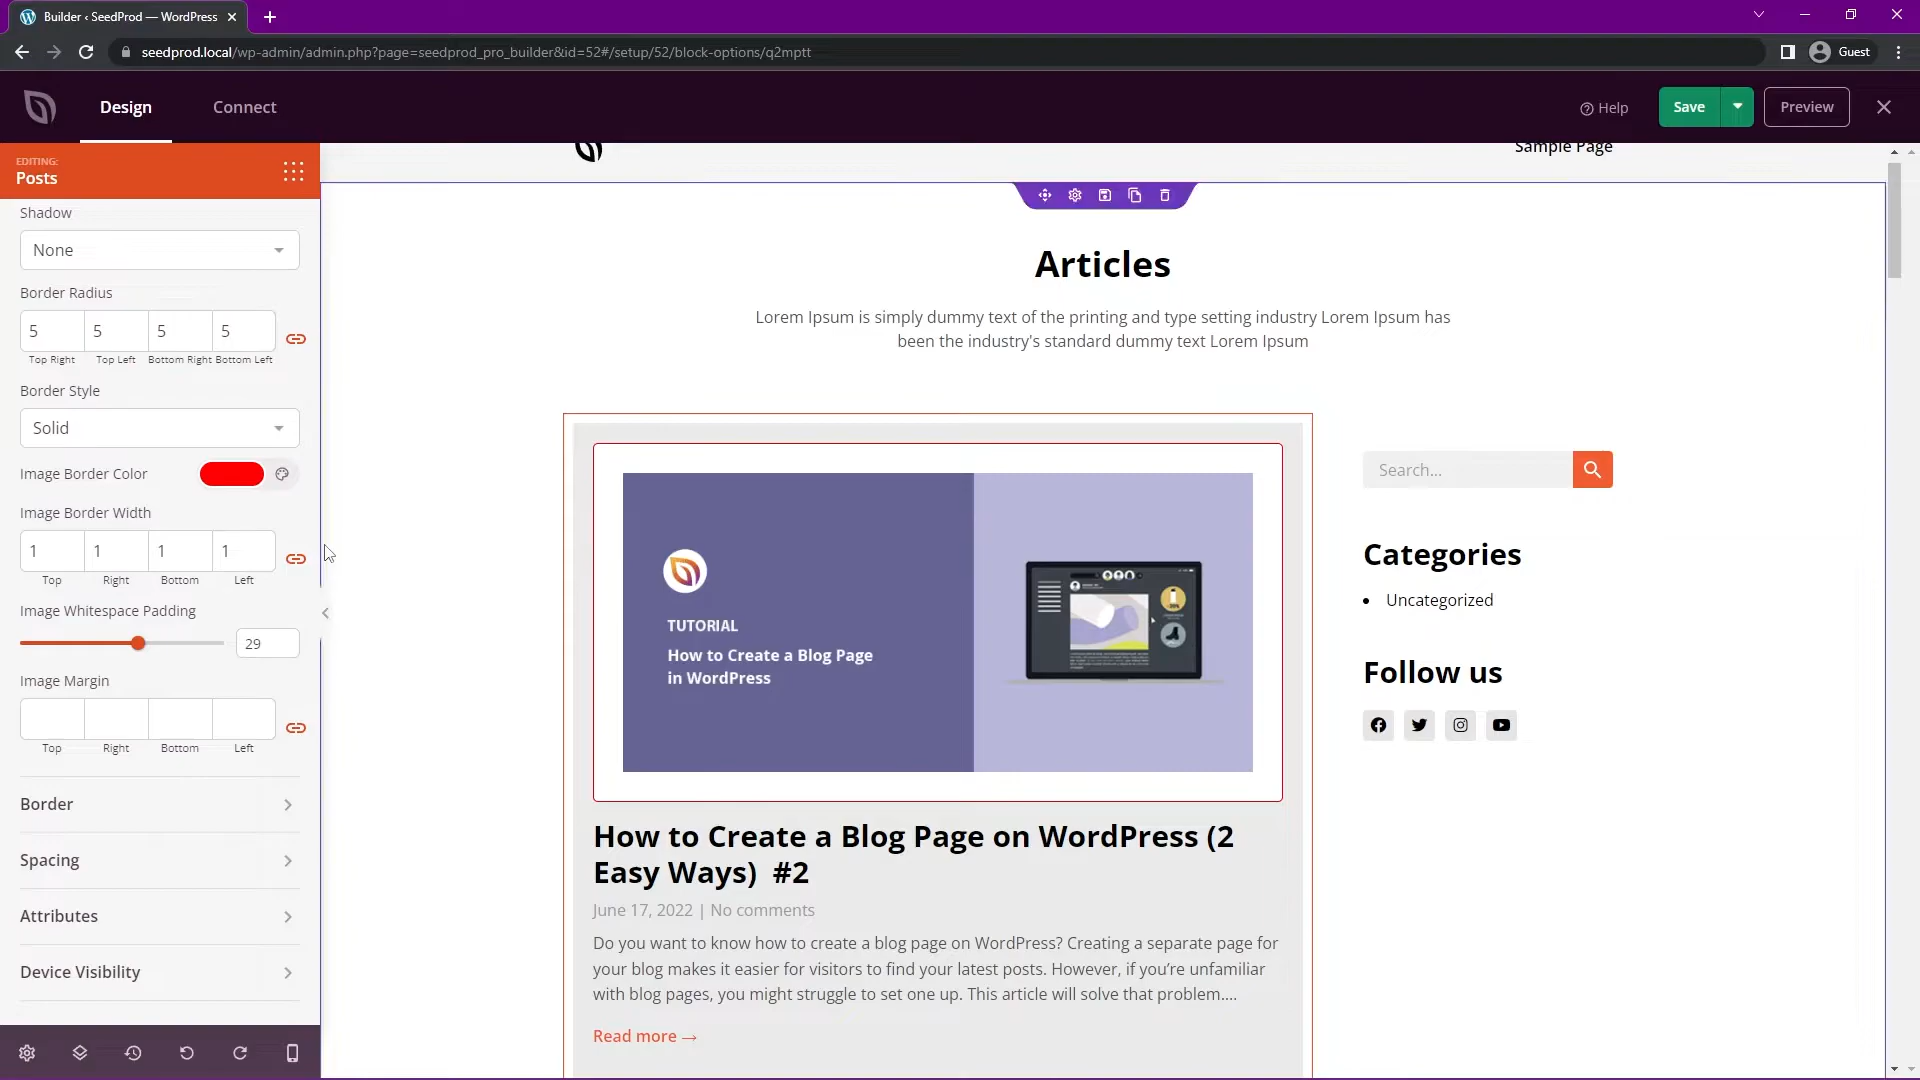 Builder ‹ SeedProd — WordPress
seedprod.local/wp-admin/admin.php?page=seedprod_pro_builder&id=52#/setup/52/block-options/q2mptt
Guest
Design
Connect
Help
Save
Preview
EDITING:
Posts
Shadow
None
Border Radius
5 5 5 5
Top Right Top Left Bottom Right Bottom Left
Border Style
Solid
Image Border Color
Image Border Width
1 1 1 1
Top Right Bottom Left
Image Whitespace Padding
29
Image Margin
Top Right Bottom Left
Border
Spacing
Attributes
Device Visibility
Sample Page
Articles
Lorem Ipsum is simply dummy text of the printing and type setting industry Lorem Ipsum has
been the industry's standard dummy text Lorem Ipsum
TUTORIAL
How to Create a Blog Page
in WordPress
How to Create a Blog Page on WordPress (2
Easy Ways) #2
June 17, 2022 | No comments
Do you want to know how to create a blog page on WordPress? Creating a separate page for
your blog makes it easier for visitors to find your latest posts. However, if you’re unfamiliar
with blog pages, you might struggle to set one up. This article will solve that problem....
Read more →
Search...
Categories
Uncategorized
Follow us